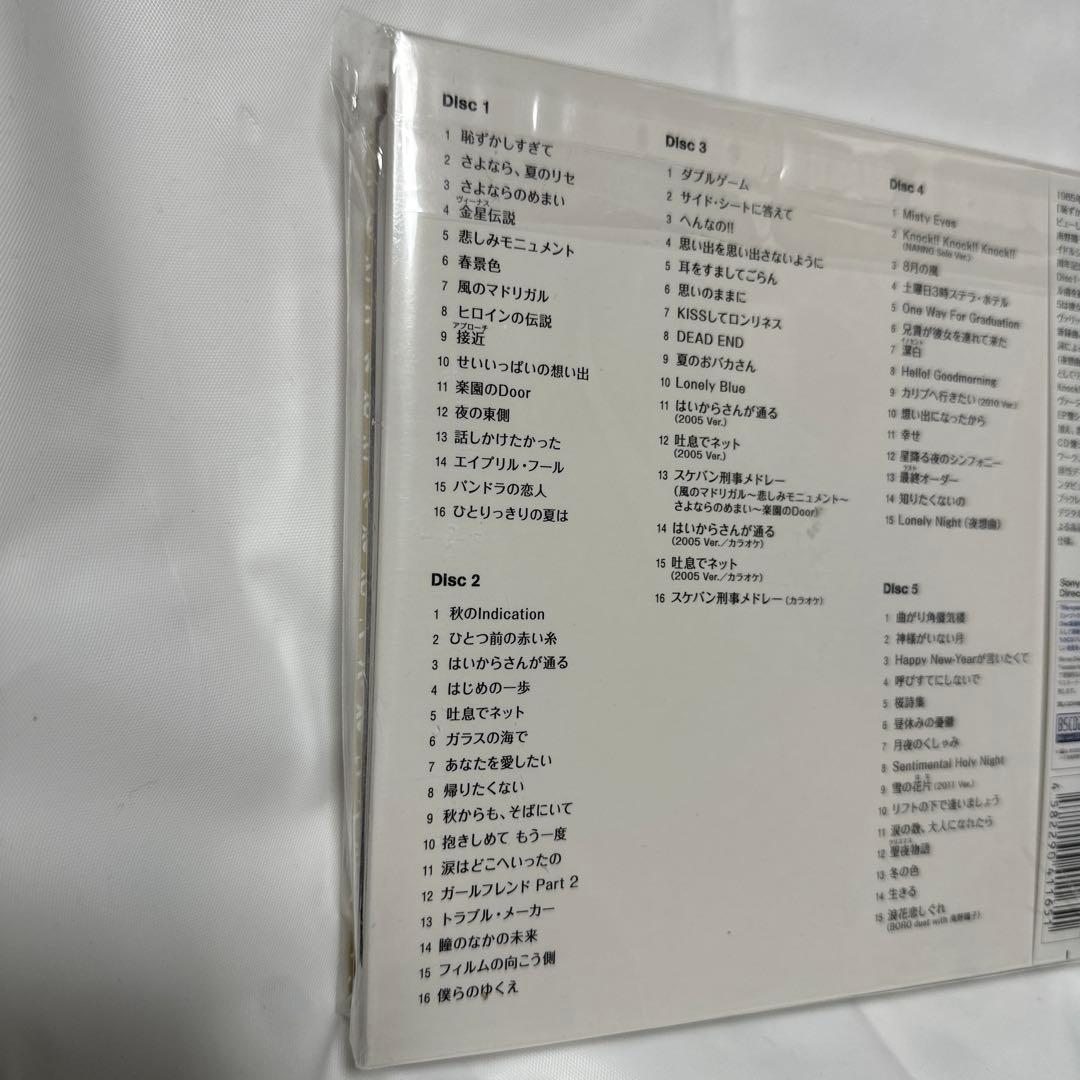 Disc 1
1 恥ずかしすぎて
2 さよなら、夏のリセ
3 さよならのめまい
ヴィーナス
4 金星伝説
5 悲しみモニュメント
6 春景色
7 風のマドリガル
8 ヒロインの伝説
アプローチ
9 接近
10 せいいっぱいの想い出
11 楽園のDoor
12 夜の東側
13 話しかけたかった
14 エイプリル・フール
15 パンドラの恋人
16 ひとりっきりの夏は
Disc 2
1 秋のIndication
2 ひとつ前の赤い糸
3 はいからさんが通る
4 はじめの一歩
5 吐息でネット
6 ガラスの海で
7 あなたを愛したい
8 帰りたくない
9 秋からも、そばにいて
10 抱きしめて もう一度
11 涙はどこへいったの
12 ガールフレンド Part 2
13 トラブル・メーカー
14 瞳のなかの未来
15 フィルムの向こう側
16 僕らのゆくえ
Disc 3
1 ダブルゲーム
2 サイド・シートに答えて
3 へんなの!!
4 思い出を思い出さないように
5 耳をすましてごらん
6 思いのままに
7 KISSしてロンリネス
8 DEAD END
9 夏のおバカさん
10 Lonely Blue
11 はいからさんが通る
(2005 Ver.)
12 吐息でネット
(2005 Ver.)
13 スケバン刑事メドレー
(風のマドリガル〜悲しみモニュメント〜
さよならのめまい〜楽園のDoor)
14 はいからさんが通る
(2005 Ver./カラオケ)
15 吐息でネット
(2005 Ver./カラオケ)
16 スケバン刑事メドレー(カラオケ)
Disc 4
1 Misty Eyes
2 Knock!! Knock!! Knock!!
(NANNO Solo Ver.)
3 8月の風
4 土曜日3時ステラ・ホテル
5 One Way For Graduation
6 兄貴が彼女を連れて来た
イノセント
7 潔白
8 Hello! Goodmorning
9 カリブへ行きたい(2010 Ver.)
10 想い出になったから
11 幸せ
12 星降る夜のシンフォニー
ラスト
13 最終オーダー
14 知りたくないの
15 Lonely Night (夜想曲)
Disc 5
1 曲がり角蜃気楼
2 神様がいない月
3 Happy New-Yearが言いたくて
4 呼びすてにしないで
5 桜詩集
6 昼休みの憂鬱
7 月夜のくしゃみ
8 Sentimental Holy Night
9 雪の花片(2011 Ver.)
10 リフトの下で逢いましょう
11 涙の数、大人になれたら
クリスマス
12 聖夜物語
13 冬の色
14 生きる
15 浪花恋しぐれ
(BORO duet with 南野陽子)
Sony
Direc
4 582290 411651